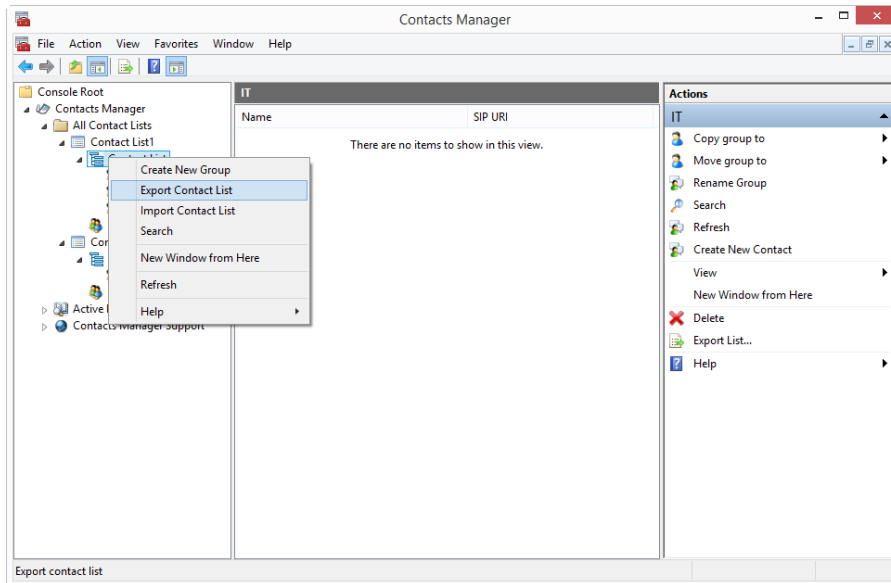 Contacts Manager
File Action View Favorites Window Help
Console Root
Contacts Manager
All Contact Lists
Contact List1
Contact List
Con
Active
Contacts Manager Support
Create New Group
Export Contact List
Import Contact List
Search
New Window from Here
Refresh
Help
IT
Name SIP URI
There are no items to show in this view.
Actions
IT
Copy group to
Move group to
Rename Group
Search
Refresh
Create New Contact
View
New Window from Here
Delete
Export List...
Help
Export contact list